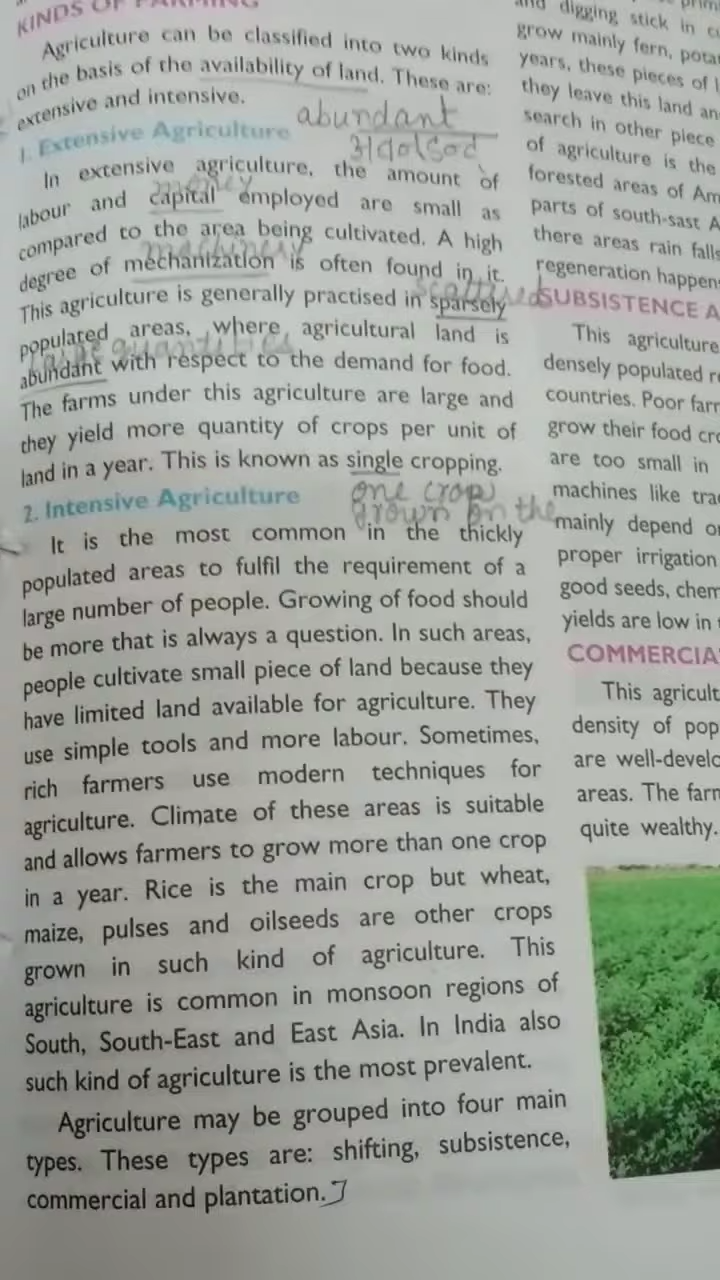 KINDS OF FARMING
Agriculture can be classified into two kinds
on the basis of the availability of land. These are:
extensive and intensive.
abundant
1. Extensive Agriculture
In extensive agriculture, the amount of
money
labour and capital employed are small as
compared to the area being cultivated. A high
machinery
degree of mechanization is often found in it.
scattered
This agriculture is generally practised in sparsely
populated areas, where agricultural land is
large quantities
abundant with respect to the demand for food.
The farms under this agriculture are large and
they yield more quantity of crops per unit of
land in a year. This is known as single cropping.
one crop
grown on the
2. Intensive Agriculture
It is the most common in the thickly
populated areas to fulfil the requirement of a
large number of people. Growing of food should
be more that is always a question. In such areas,
people cultivate small piece of land because they
have limited land available for agriculture. They
use simple tools and more labour. Sometimes,
rich farmers use modern techniques for
agriculture. Climate of these areas is suitable
and allows farmers to grow more than one crop
in a year. Rice is the main crop but wheat,
maize, pulses and oilseeds are other crops
grown in such kind of agriculture. This
agriculture is common in monsoon regions of
South, South-East and East Asia. In India also
such kind of agriculture is the most prevalent.
Agriculture may be grouped into four main
types. These types are: shifting, subsistence,
commercial and plantation.
and digging stick in
grow mainly fern,
years, these pieces of
they leave this land
search in other piece
of agriculture is the
forested areas of
parts of south-sast
there areas rain falls
regeneration
SUBSISTENCE A
This agriculture
densely populated
countries. Poor
grow their food
are too small in
machines like
mainly depend
proper irrigation
good seeds,
yields are low in
COMMERCIA
This
density of
are
areas. The
quite wealthy.